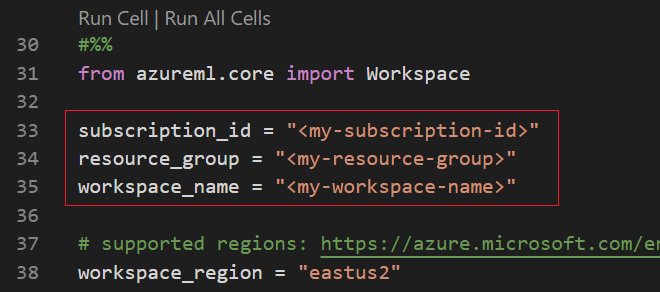 Run Cell | Run All Cells
30 #%%
31 from azureml.core import Workspace
32
33 subscription_id = "<my-subscription-id>"
34 resource_group = "<my-resource-group>"
35 workspace_name = "<my-workspace-name>"
36
37 # supported regions: https://azure.microsoft.com/en
38 workspace_region = "eastus2"